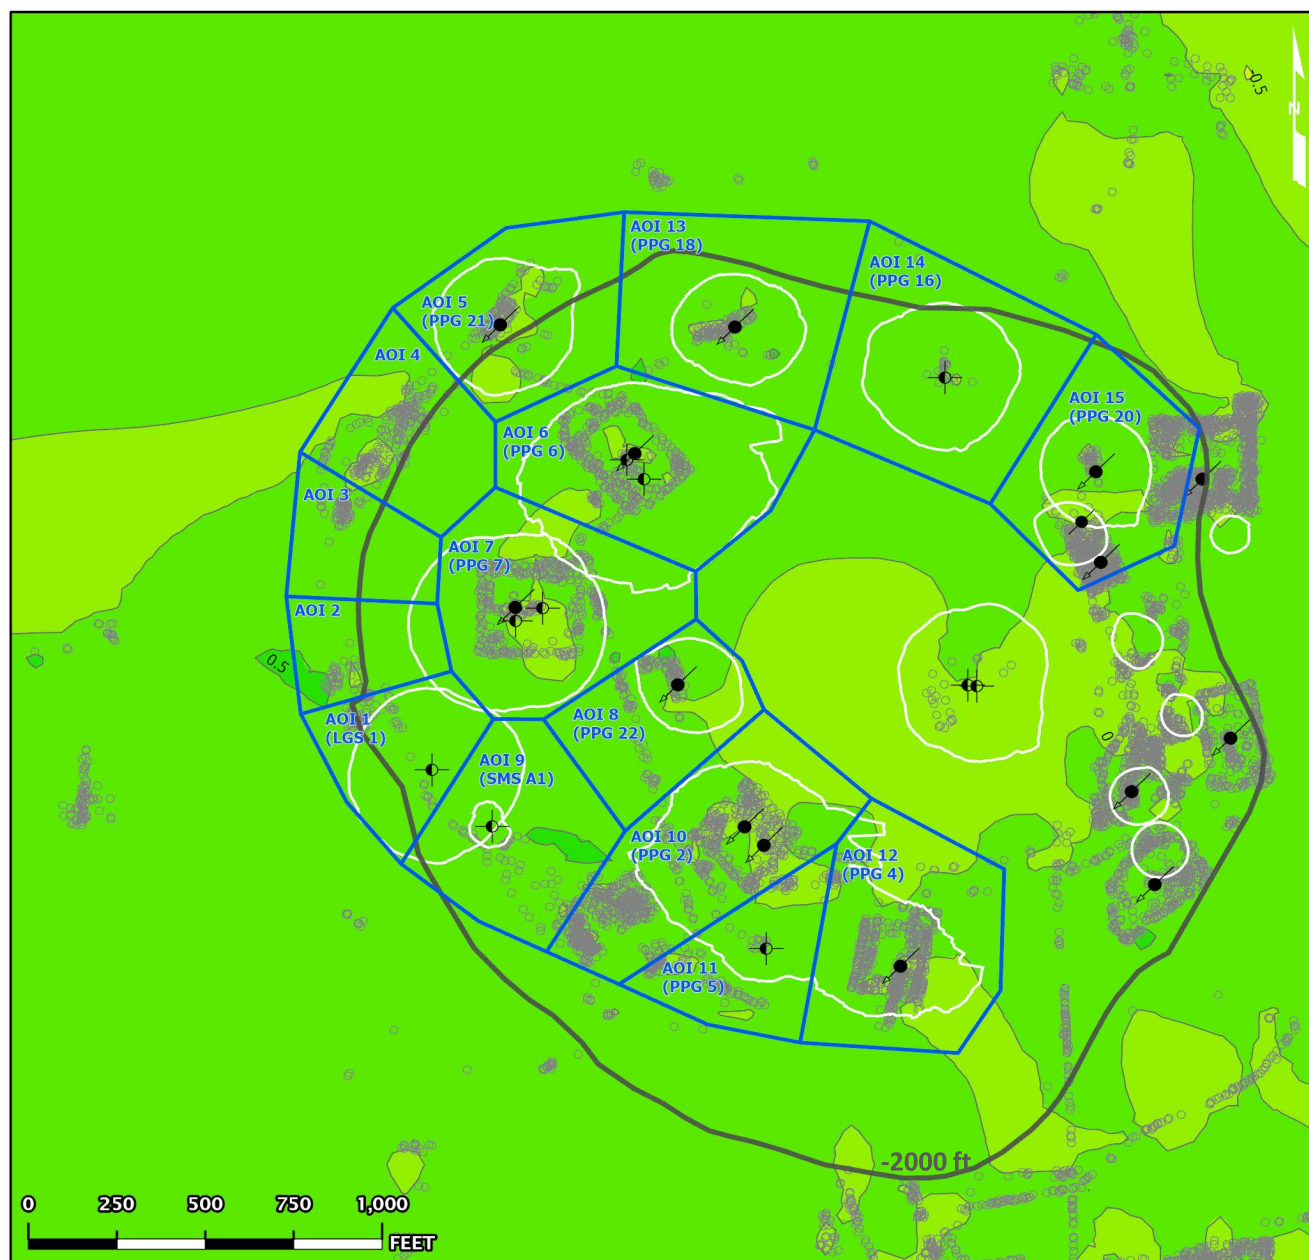 -0.5
N
AOI 13
(PPG 18)
AOI 14
(PPG 16)
AOI 5
(PPG 21)
AOI 4
AOI 15
(PPG 20)
AOI 6
(PPG 6)
AOI 3
AOI 7
(PPG 7)
AOI 2
0.5
AOI 1
(LGS 1)
AOI 8
(PPG 22)
0
AOI 9
(SMS A1)
AOI 10
(PPG 2)
AOI 12
(PPG 4)
AOI 11
(PPG 5)
-2000 ft
0 250 500 750 1,000
FEET